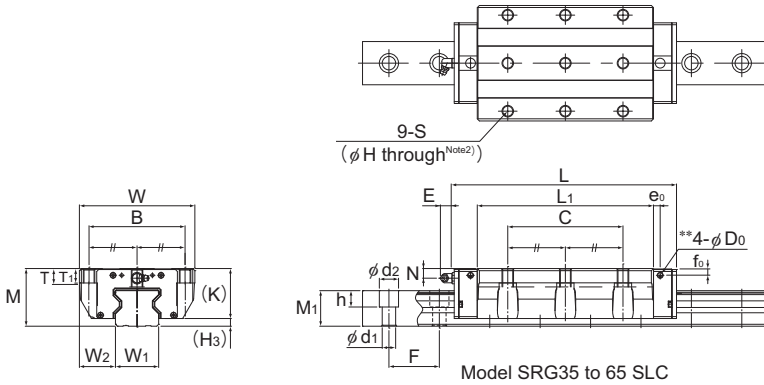 9-S
(φH through Note2))
W
B
T
T1
M
(K)
(H3)
W2
W1
L
E
L1
e0
C
**4-φD0
N
f0
φd2
h
M1
φd1
F
Model SRG35 to 65 SLC